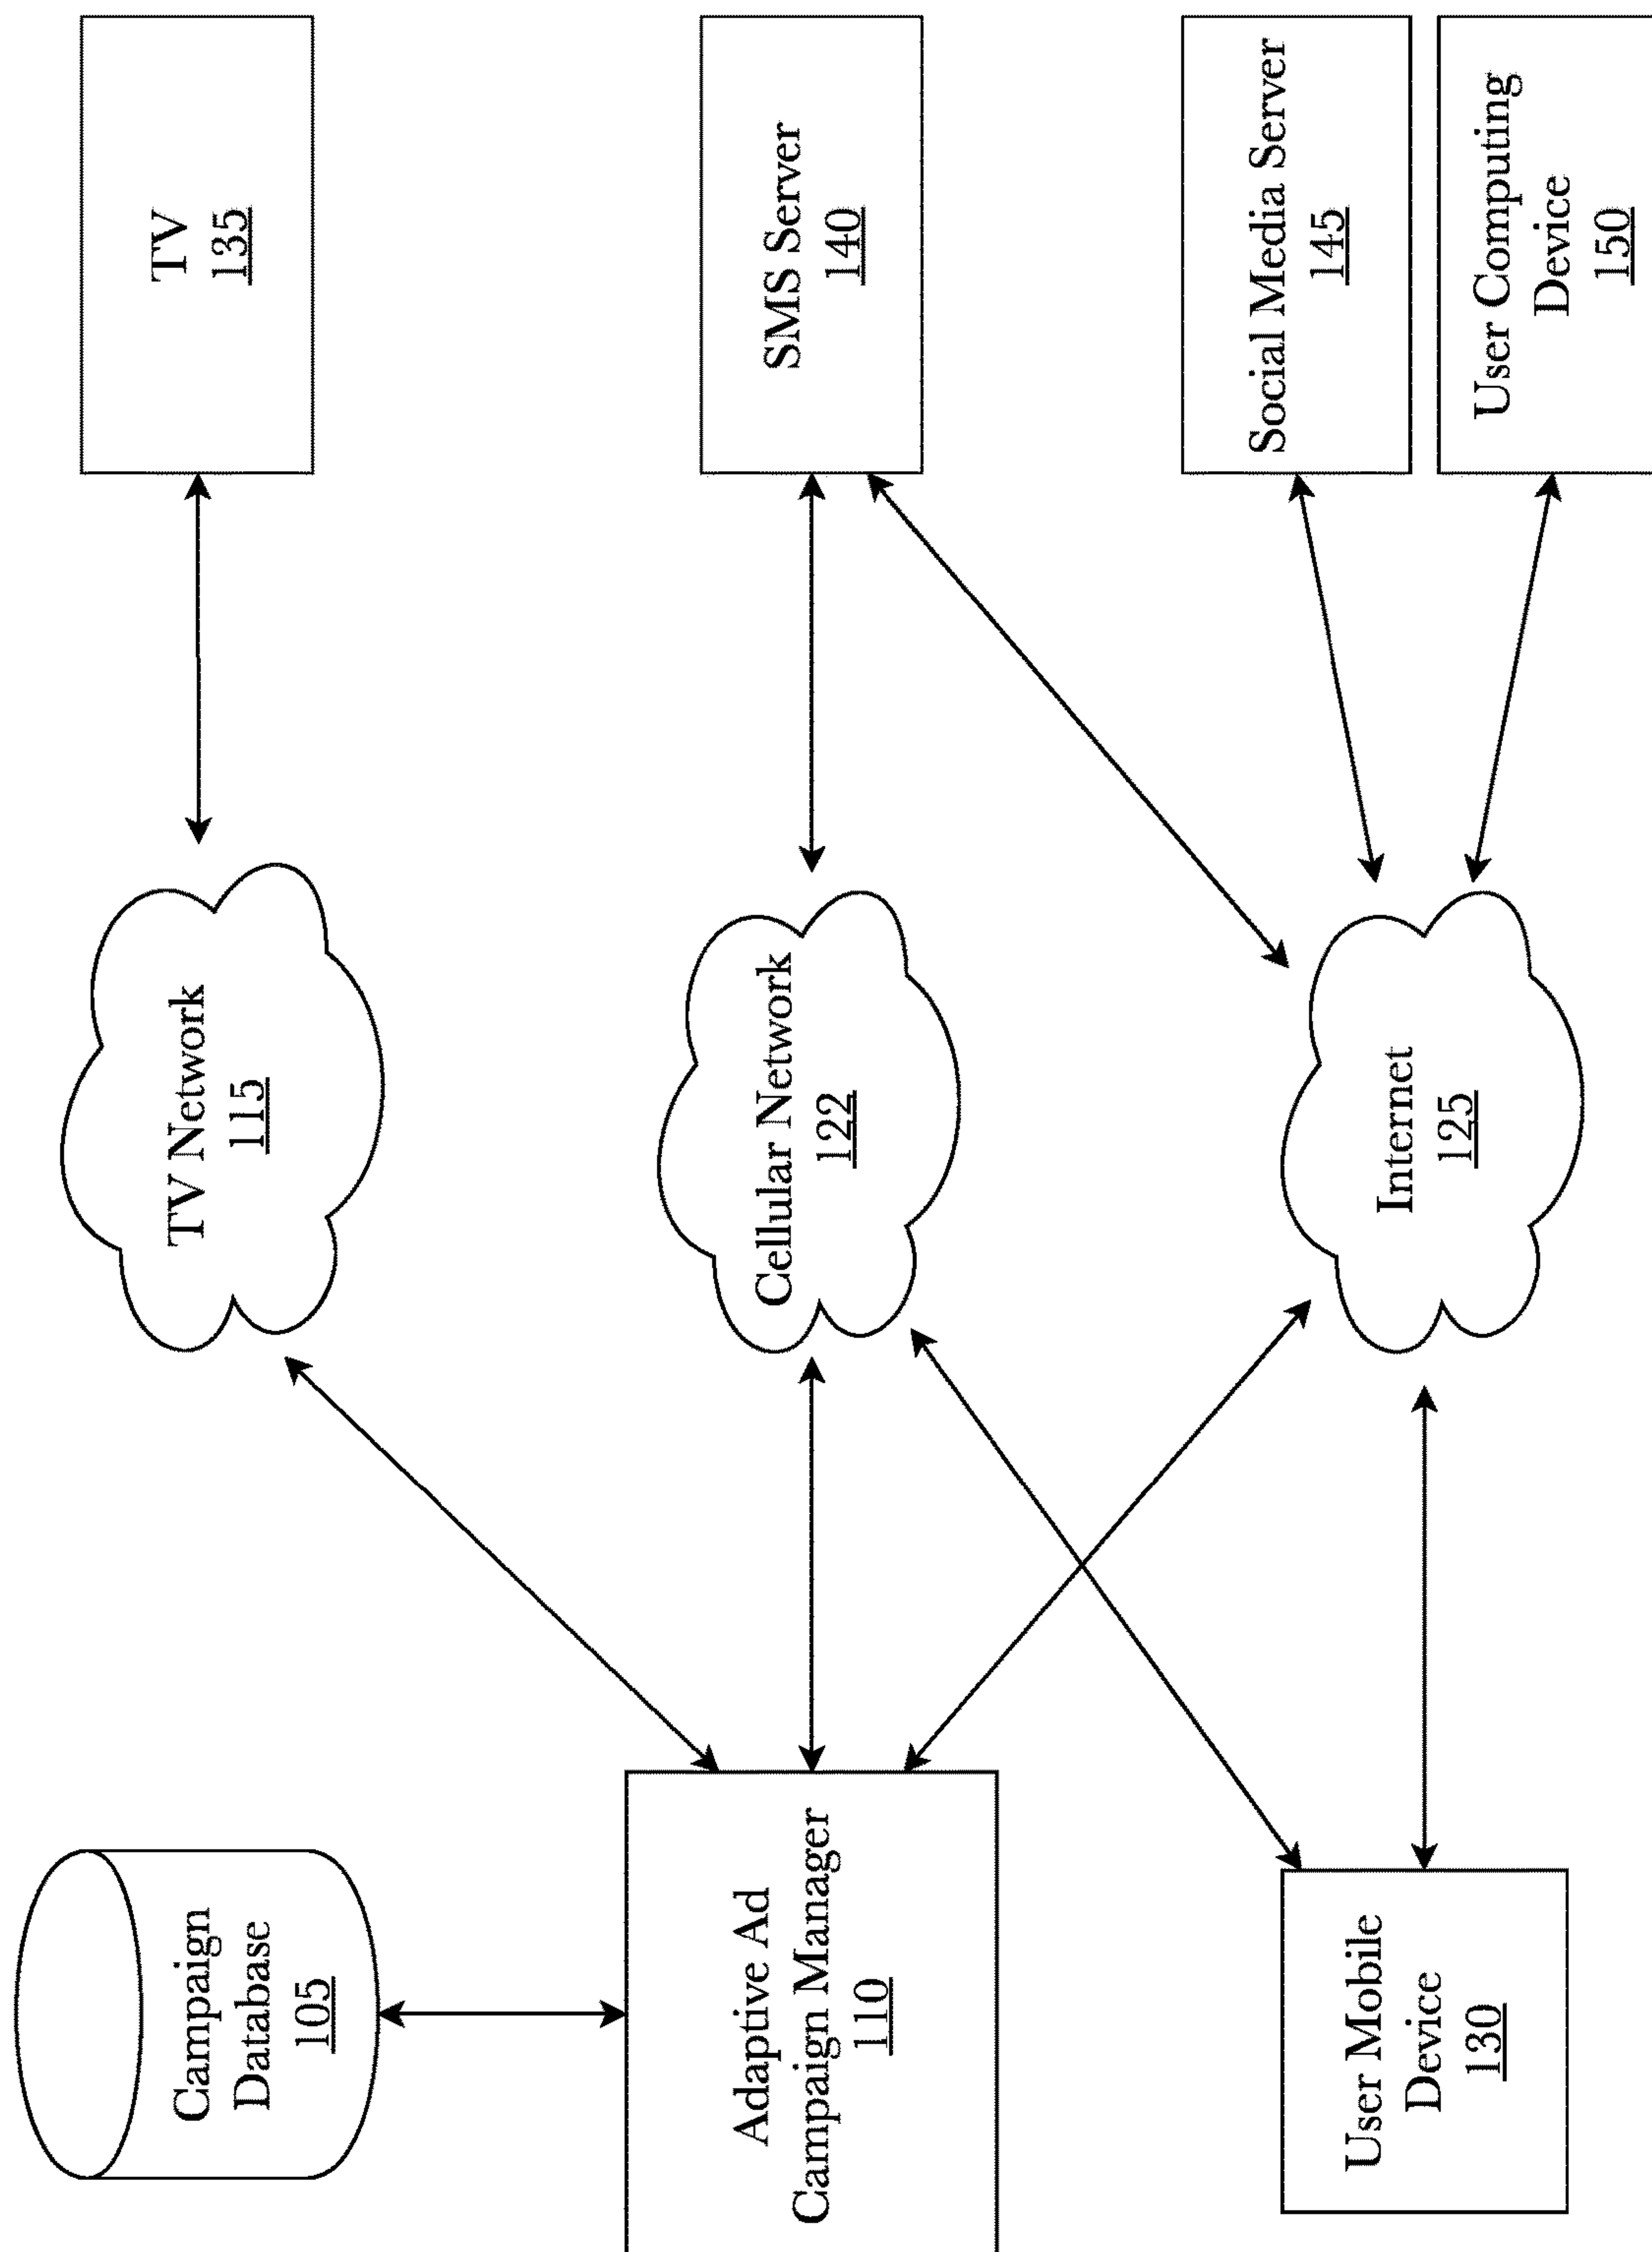 Campaign
Database
105
TV Network
115
TV
135
Adaptive Ad
Campaign Manager
110
Cellular Network
122
SMS Server
140
User Mobile
Device
130
Internet
125
Social Media Server
145
User Computing
Device
150